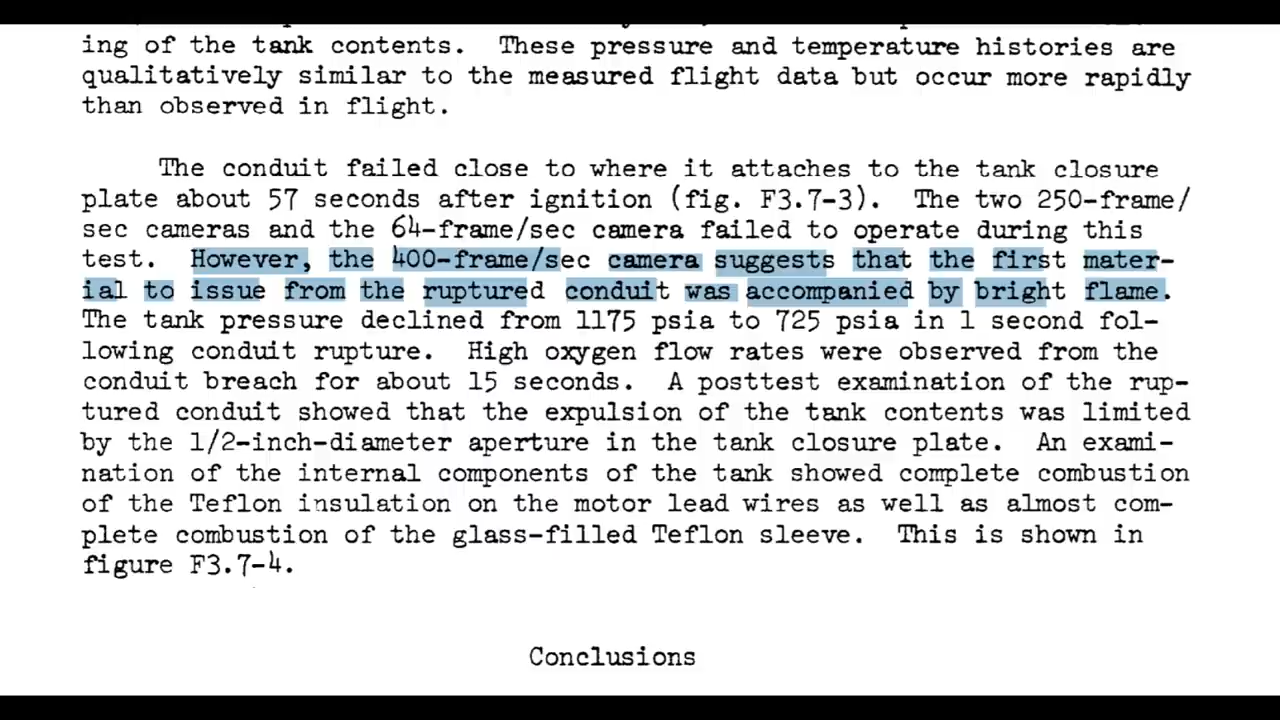 ing of the tank contents. These pressure and temperature histories are
qualitatively similar to the measured flight data but occur more rapidly
than observed in flight.
The conduit failed close to where it attaches to the tank closure
plate about 57 seconds after ignition (fig. F3.7-3). The two 250-frame/
sec cameras and the 64-frame/sec camera failed to operate during this
test. However, the 400-frame/sec camera suggests that the first mater-
ial to issue from the ruptured conduit was accompanied by bright flame.
The tank pressure declined from 1175 psia to 725 psia in 1 second fol-
lowing conduit rupture. High oxygen flow rates were observed from the
conduit breach for about 15 seconds. A posttest examination of the rup-
tured conduit showed that the expulsion of the tank contents was limited
by the 1/2-inch-diameter aperture in the tank closure plate. An exami-
nation of the internal components of the tank showed complete combustion
of the Teflon insulation on the motor lead wires as well as almost com-
plete combustion of the glass-filled Teflon sleeve. This is shown in
figure F3.7-4.
Conclusions